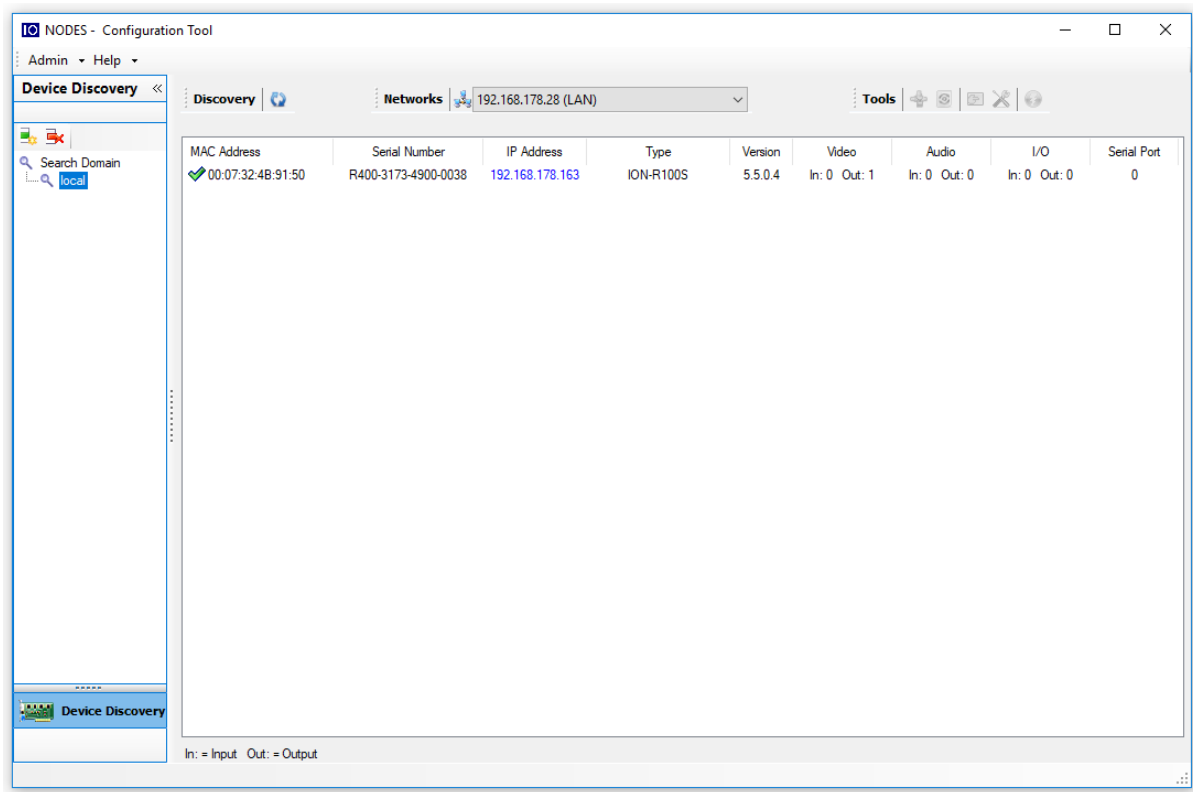 IO NODES - Configuration Tool
Admin Help
Device Discovery «
Discovery Networks 192.168.178.28 (LAN) Tools
Search Domain
local
MAC Address Serial Number IP Address Type Version Video Audio I/O Serial Port
00:07:32:4B:91:50 R400-3173-4900-0038 192.168.178.163 ION-R100S 5.5.0.4 In: 0 Out: 1 In: 0 Out: 0 In: 0 Out: 0 0
Device Discovery
In: = Input Out: = Output